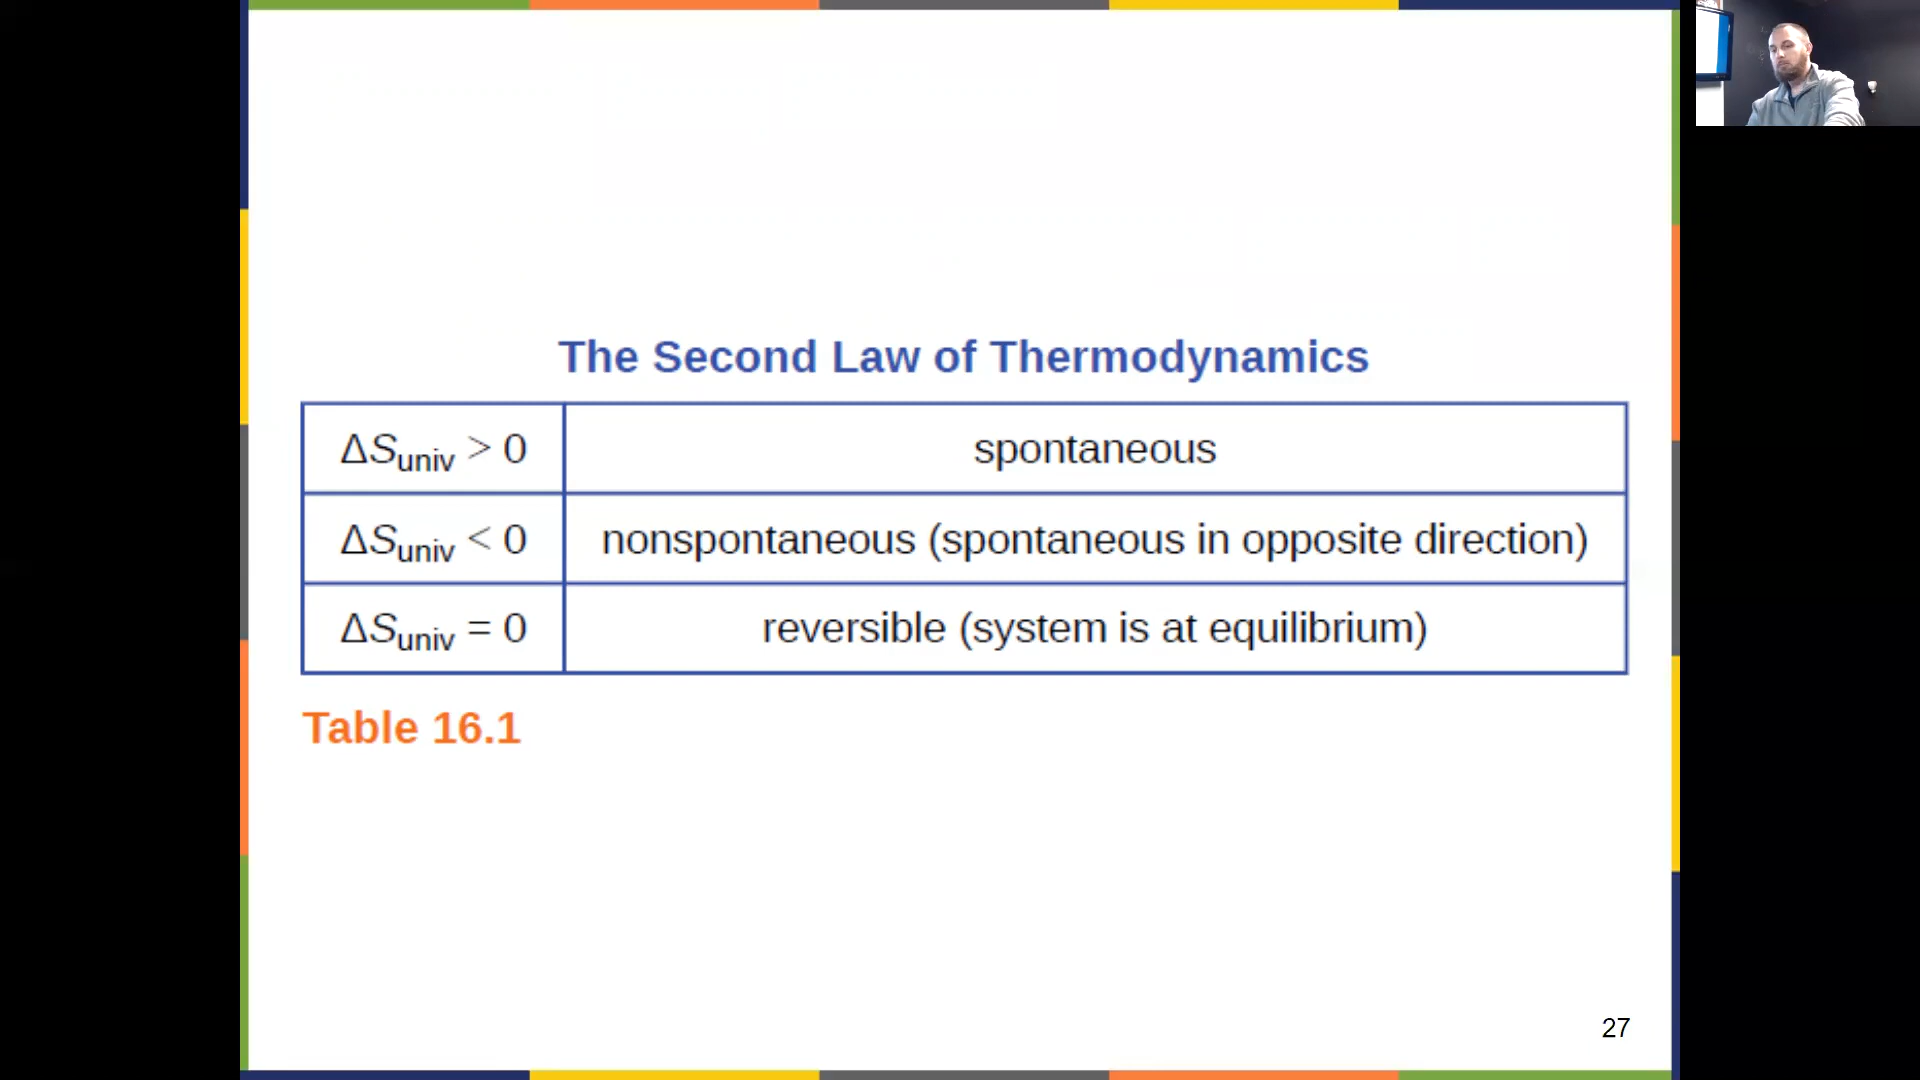 The Second Law of Thermodynamics
ΔSuniv > 0 spontaneous
ΔSuniv < 0 nonspontaneous (spontaneous in opposite direction)
ΔSuniv = 0 reversible (system is at equilibrium)
Table 16.1
27